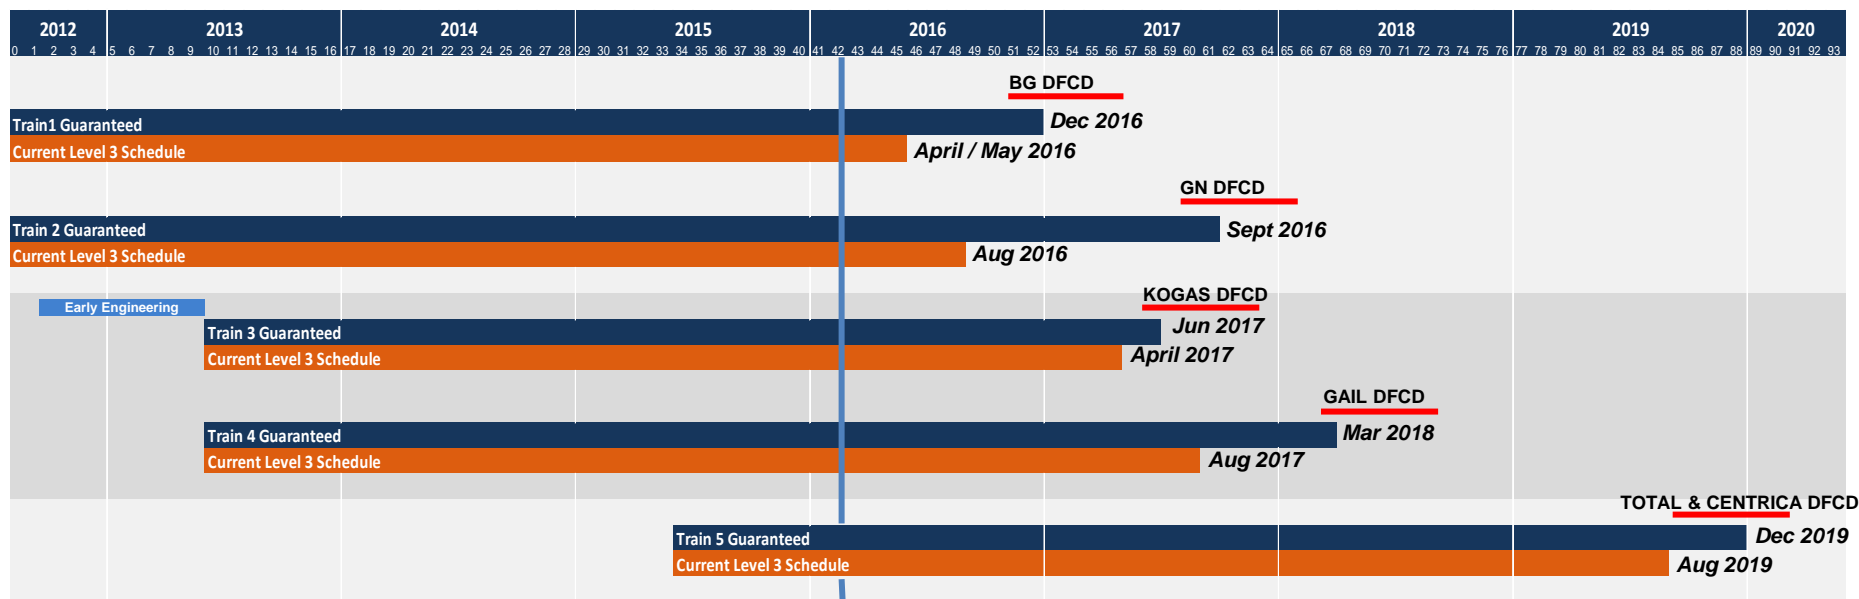 2012 2013 2014 2015 2016 2017 2018 2019 2020
0 1 2 3 4 5 6 7 8 9 10 11 12 13 14 15 16 17 18 19 20 21 22 23 24 25 26 27 28 29 30 31 32 33 34 35 36 37 38 39 40 41 42 43 44 45 46 47 48 49 50 51 52 53 54 55 56 57 58 59 60 61 62 63 64 65 66 67 68 69 70 71 72 73 74 75 76 77 78 79 80 81 82 83 84 85 86 87 88 89 90 91 92 93
BG DFCD
Train1 Guaranteed Dec 2016
Current Level 3 Schedule April / May 2016
GN DFCD
Train 2 Guaranteed Sept 2016
Current Level 3 Schedule Aug 2016
Early Engineering KOGAS DFCD
Train 3 Guaranteed Jun 2017
Current Level 3 Schedule April 2017
GAIL DFCD
Train 4 Guaranteed Mar 2018
Current Level 3 Schedule Aug 2017
TOTAL & CENTRICA DFCD
Train 5 Guaranteed Dec 2019
Current Level 3 Schedule Aug 2019